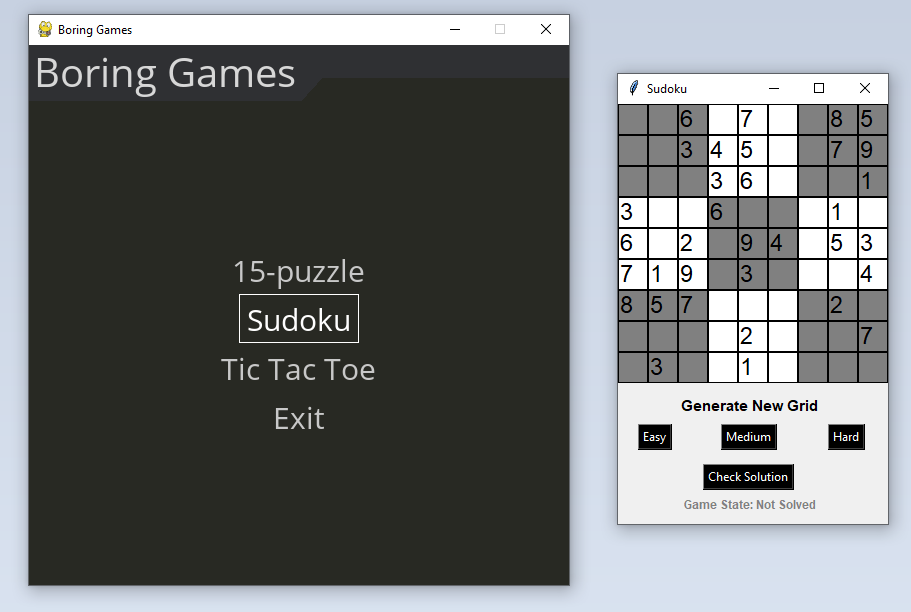 Boring Games
Boring Games
15-puzzle
Sudoku
Tic Tac Toe
Exit
Sudoku
6 7 8 5
3 4 5 7 9
3 6 1
3 6 1
6 2 9 4 5 3
7 1 9 3 4
8 5 7 2
2 7
3 1
Generate New Grid
Easy Medium Hard
Check Solution
Game State: Not Solved